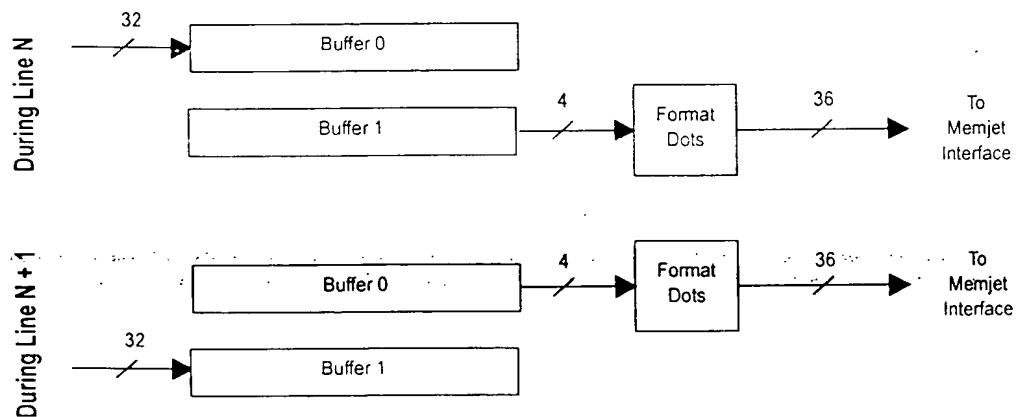 During Line N
32
Buffer 0
Buffer 1
4
Format
Dots
36
To
Memjet
Interface
During Line N + 1
Buffer 0
4
Format
Dots
36
To
Memjet
Interface
32
Buffer 1